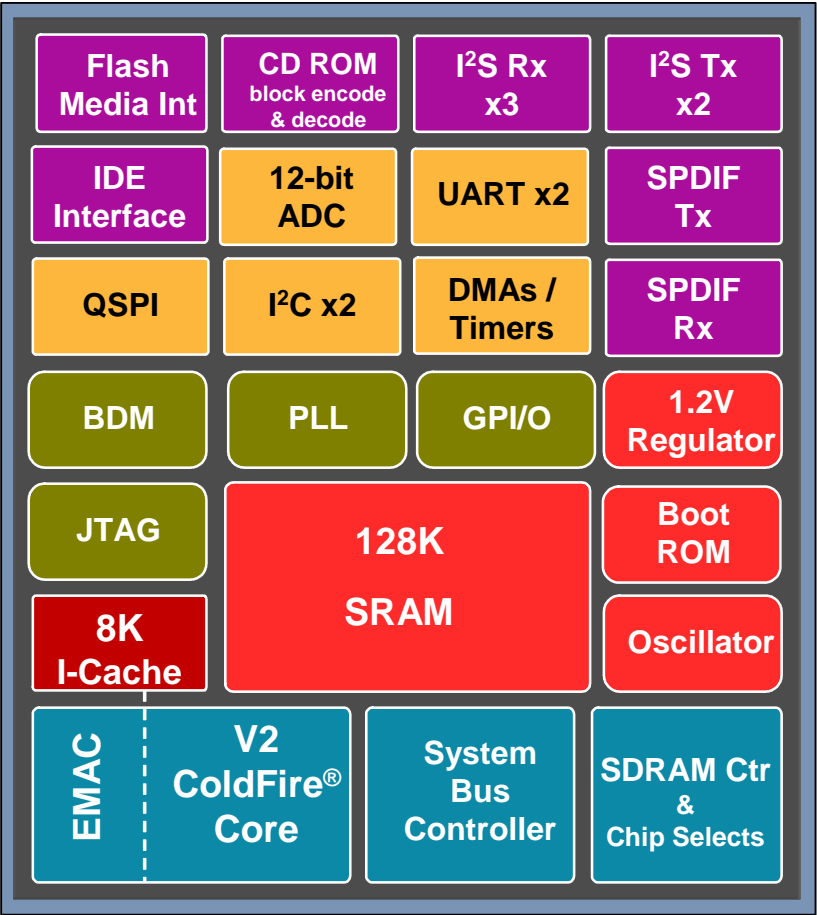 Flash
Media Int
CD ROM
block encode
& decode
I²S Rx
x3
I²S Tx
x2
IDE
Interface
12-bit
ADC
UART x2
SPDIF
Tx
QSPI
I²C x2
DMAs /
Timers
SPDIF
Rx
BDM
PLL
GPI/O
1.2V
Regulator
JTAG
128K
SRAM
Boot
ROM
8K
I-Cache
Oscillator
EMAC
V2
ColdFire®
Core
System
Bus
Controller
SDRAM Ctr
&
Chip Selects